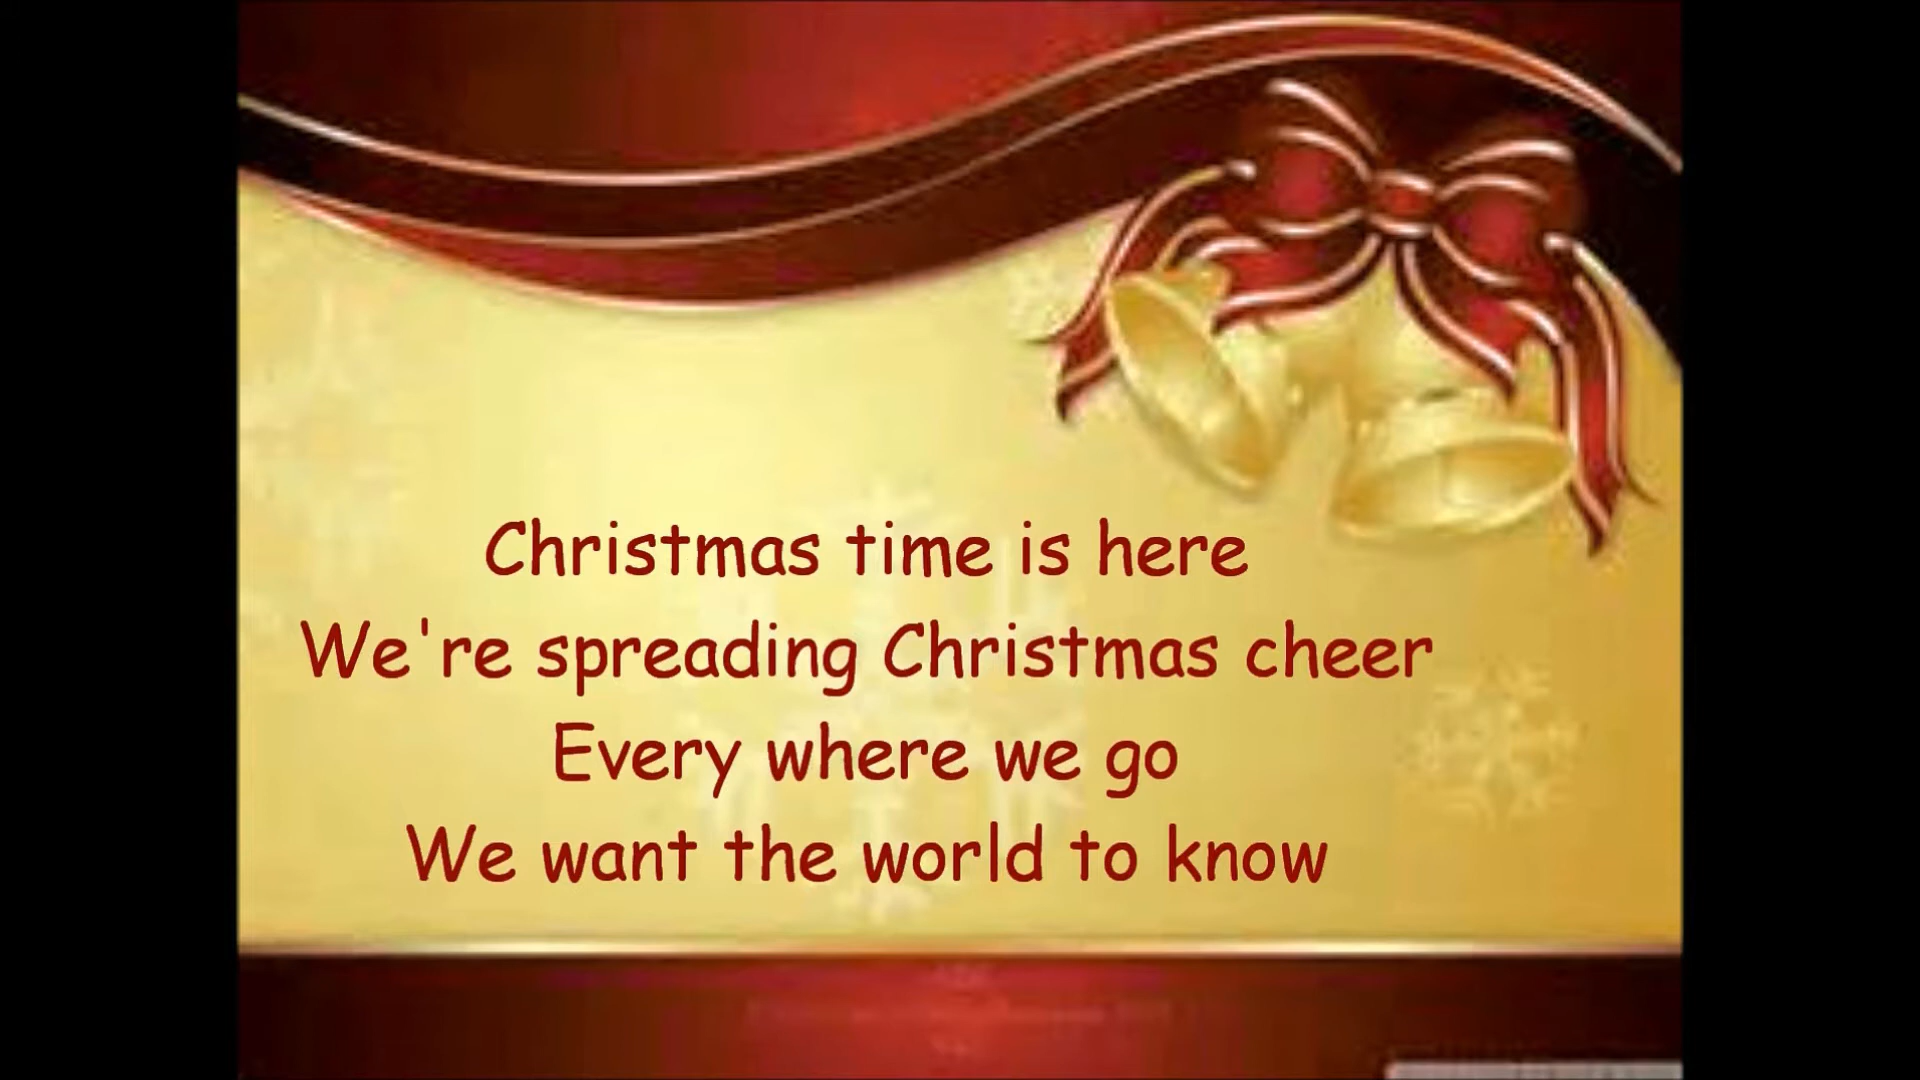 Christmas time is here
We're spreading Christmas cheer
Every where we go
We want the world to know